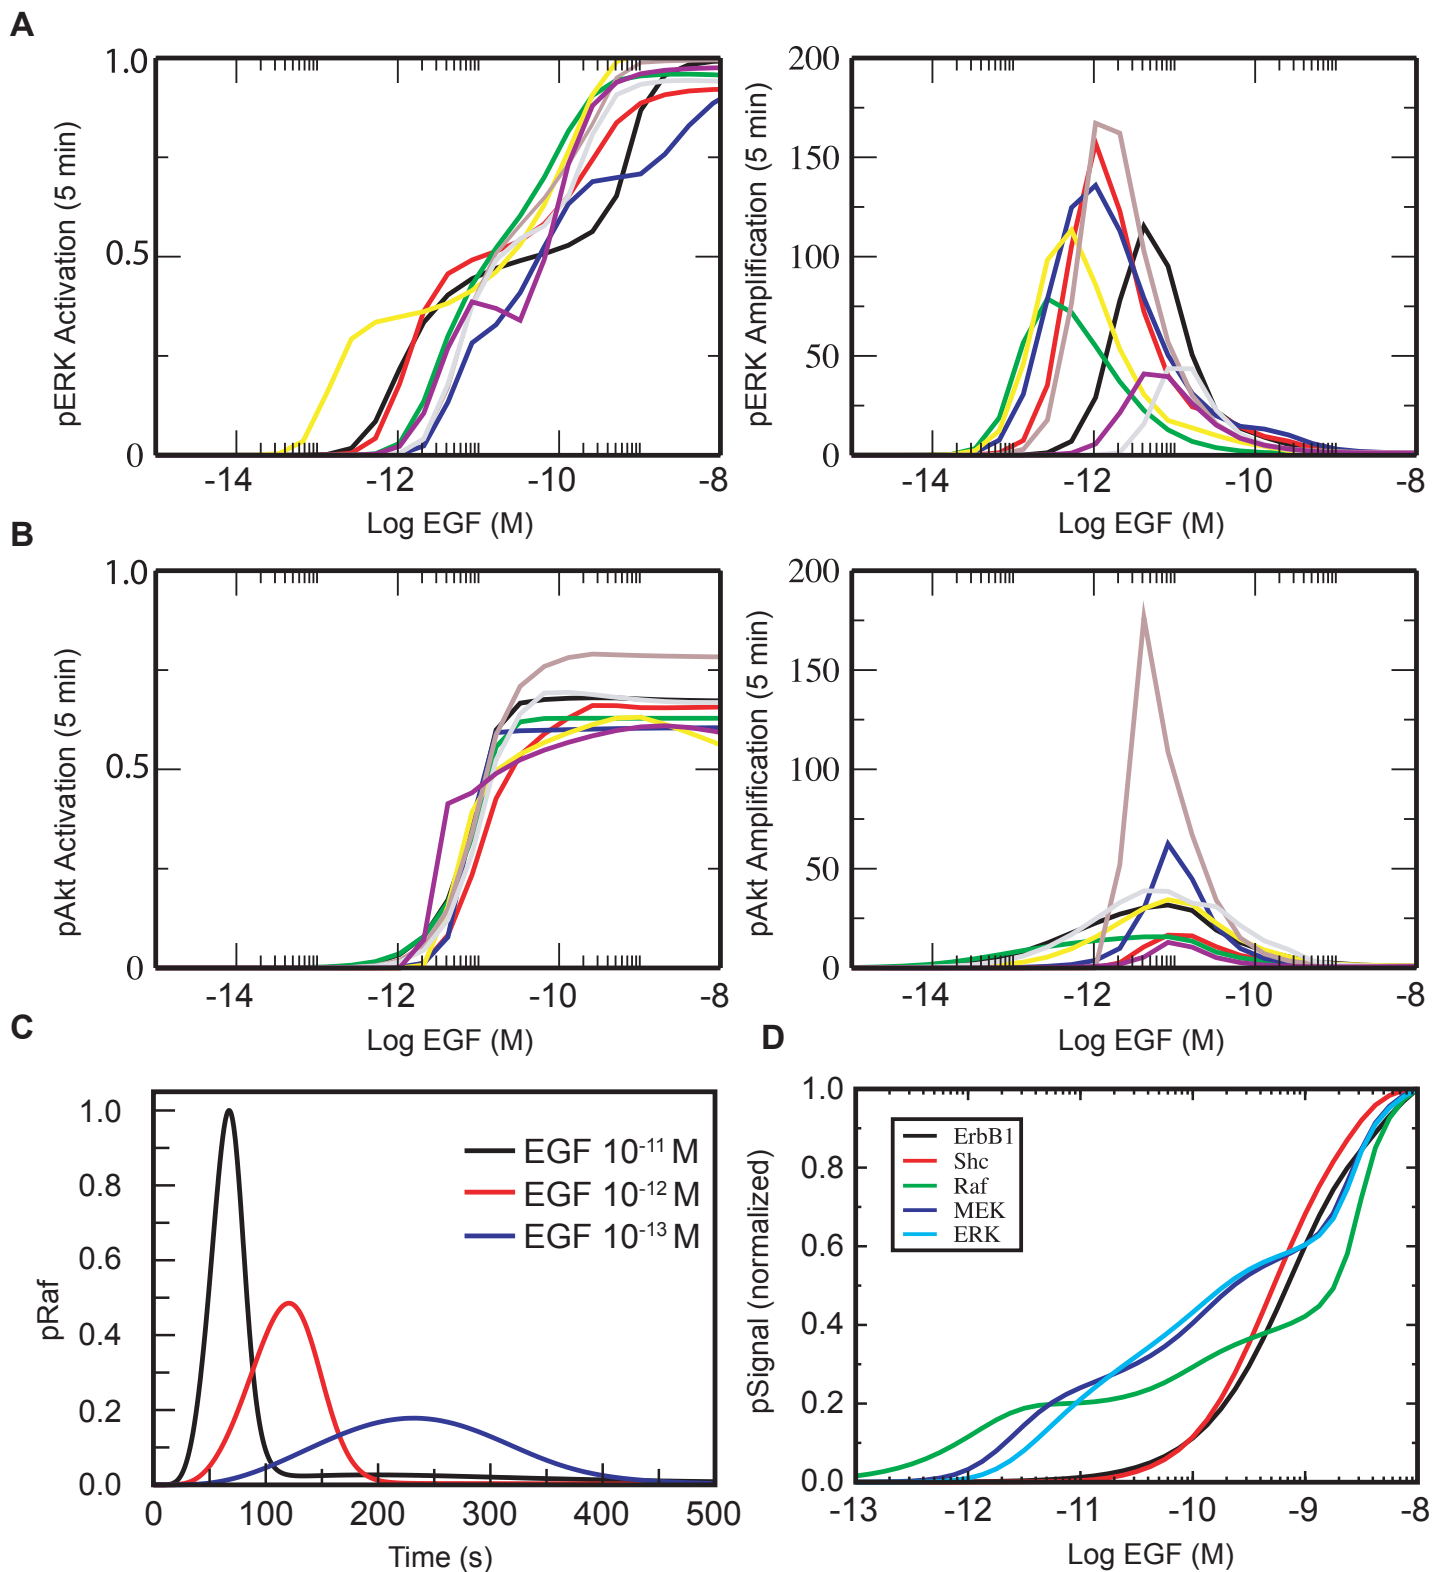 A
1.0
0.5
0
pERK Activation (5 min)
-14 -12 -10 -8
Log EGF (M)
200
150
100
50
0
pERK Amplification (5 min)
-14 -12 -10 -8
Log EGF (M)
B
1.0
0.5
0
pAkt Activation (5 min)
-14 -12 -10 -8
Log EGF (M)
200
150
100
50
0
pAkt Amplification (5 min)
-14 -12 -10 -8
Log EGF (M)
C
1.0
0.8
0.6
0.4
0.2
0.0
pRaf
EGF 10⁻¹¹ M
EGF 10⁻¹² M
EGF 10⁻¹³ M
0 100 200 300 400 500
Time (s)
D
1.0
0.8
0.6
0.4
0.2
0.0
pSignal (normalized)
ErbB1
Shc
Raf
MEK
ERK
-13 -12 -11 -10 -9 -8
Log EGF (M)